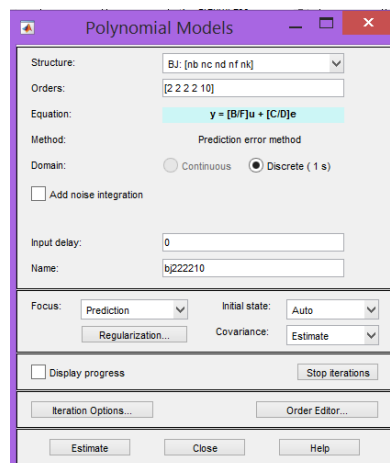 Polynomial Models
Structure: BJ: [nb nc nd nf nk]
Orders: [2 2 2 2 10]
Equation: y = [B/F]u + [C/D]e
Method: Prediction error method
Domain: Continuous Discrete ( 1 s)
Add noise integration
Input delay: 0
Name: bj222210
Focus: Prediction Initial state: Auto
Regularization... Covariance: Estimate
Display progress Stop iterations
Iteration Options... Order Editor...
Estimate Close Help